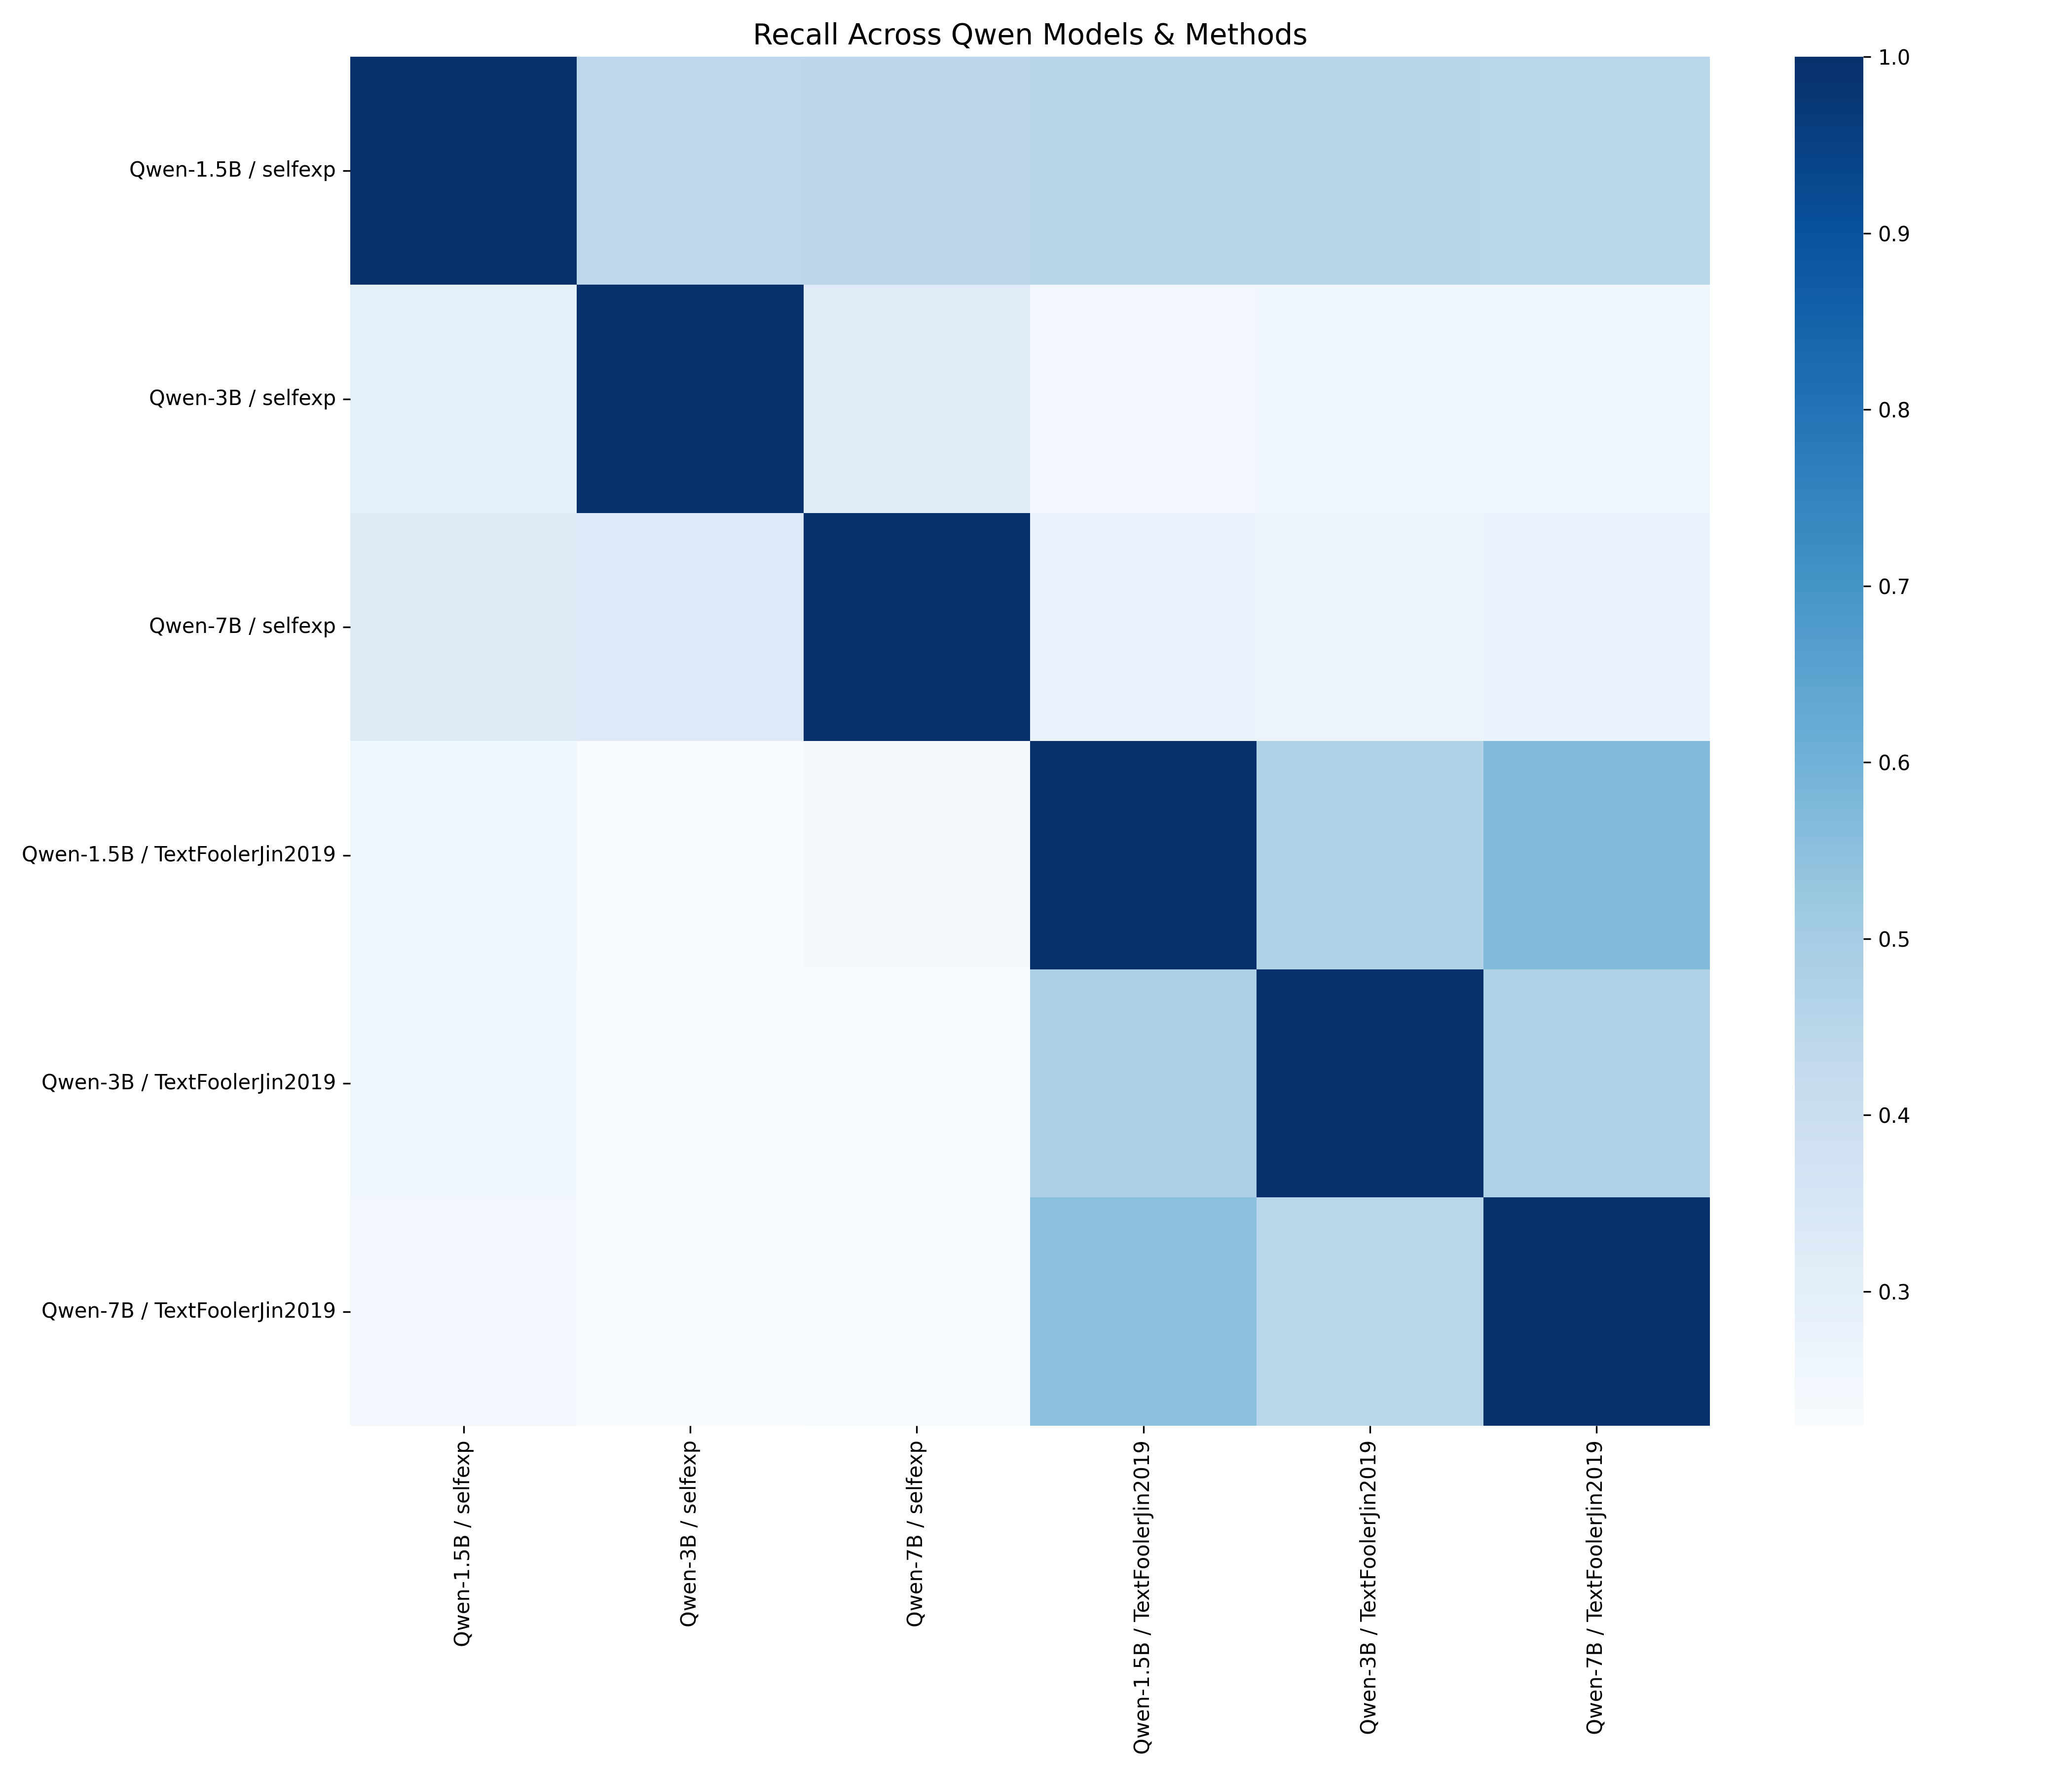 Recall Across Qwen Models & Methods
Qwen-1.5B / selfexp
Qwen-3B / selfexp
Qwen-7B / selfexp
Qwen-1.5B / TextFoolerJin2019
Qwen-3B / TextFoolerJin2019
Qwen-7B / TextFoolerJin2019
Qwen-1.5B / selfexp
Qwen-3B / selfexp
Qwen-7B / selfexp
Qwen-1.5B / TextFoolerJin2019
Qwen-3B / TextFoolerJin2019
Qwen-7B / TextFoolerJin2019
1.0
0.9
0.8
0.7
0.6
0.5
0.4
0.3